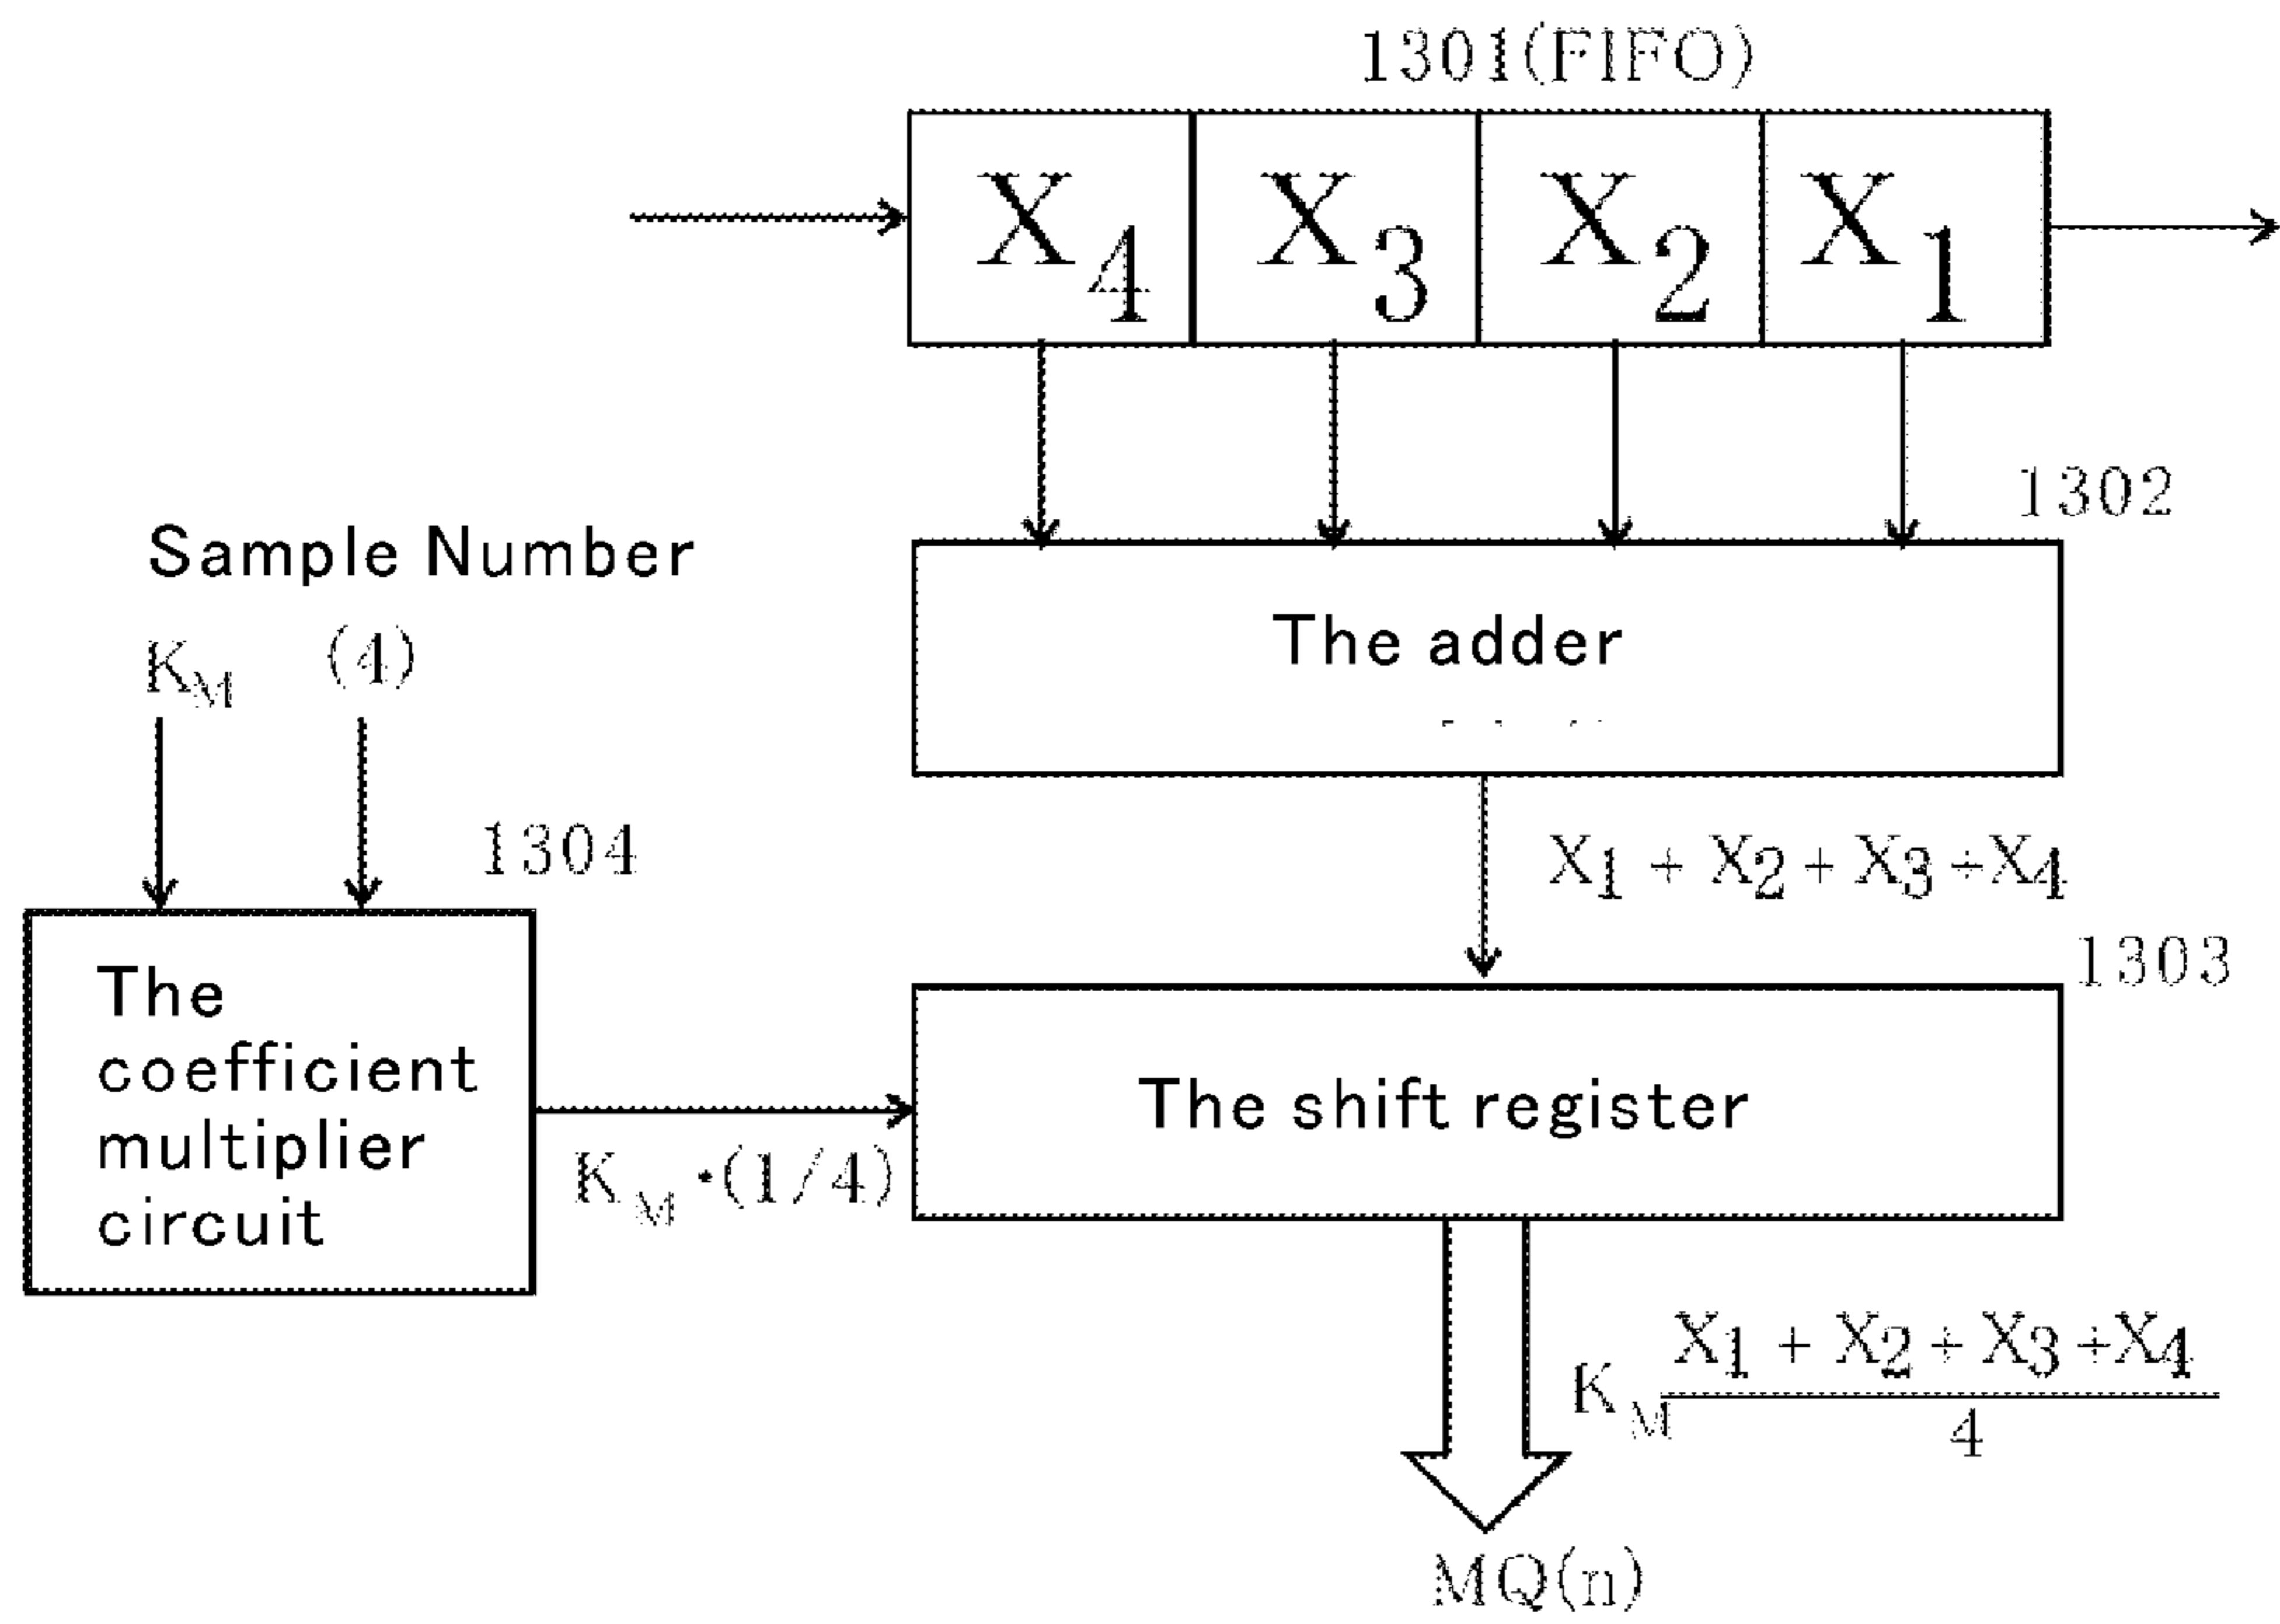 1301(FIFO)
X4 X3 X2 X1
1302
Sample Number
KM (4)
The adder
1304
X1 + X2 + X3 + X4
1303
The
coefficient
multiplier
circuit
The shift register
KM・(1/4)
KM X1 + X2 + X3 + X4
4
MQ(n)